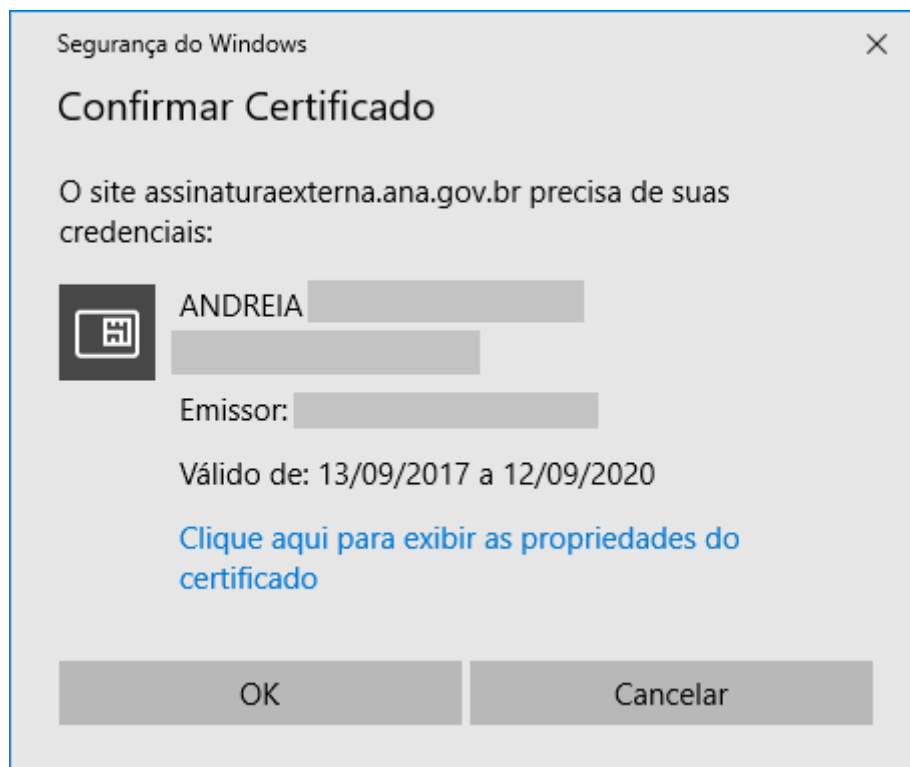 Segurança do Windows
Confirmar Certificado
O site assinaturaexterna.ana.gov.br precisa de suas
credenciais:
ANDREIA
Emissor:
Válido de: 13/09/2017 a 12/09/2020
Clique aqui para exibir as propriedades do
certificado
OK
Cancelar